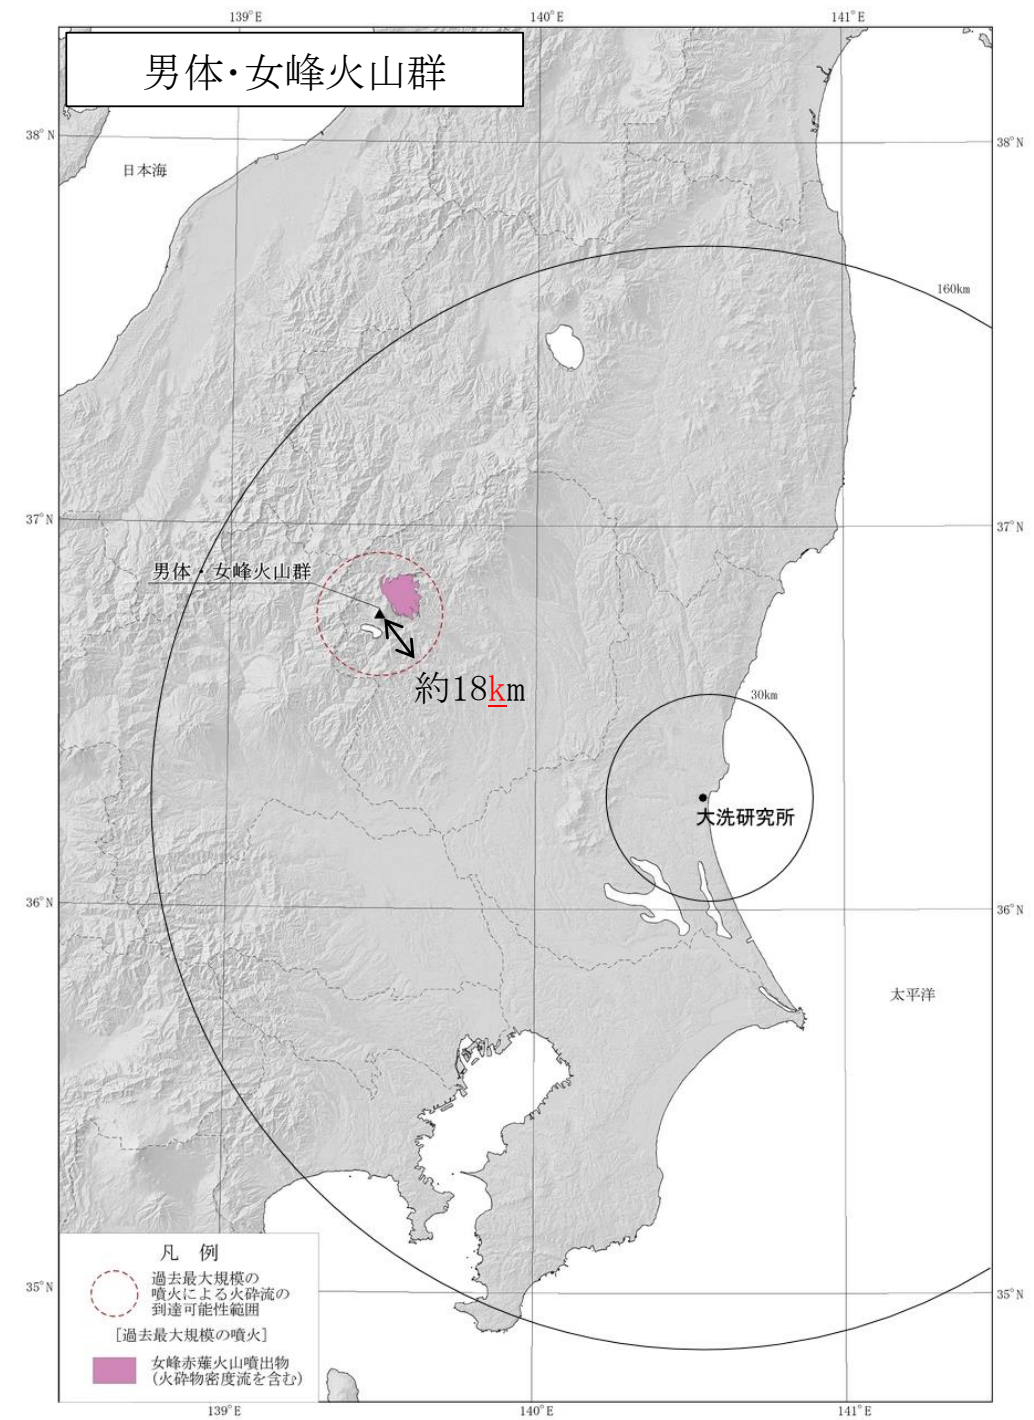 139°E
140°E
141°E
男体・女峰火山群
38°N
38°N
日本海
160km
37°N
37°N
男体・女峰火山群
約18km
30km
大洗研究所
36°N
36°N
太平洋
凡 例
過去最大規模の
噴火による火砕流の
到達可能性範囲
[過去最大規模の噴火]
女峰赤薙火山噴出物
(火砕物密度流を含む)
35°N
35°N
139°E
140°E
141°E